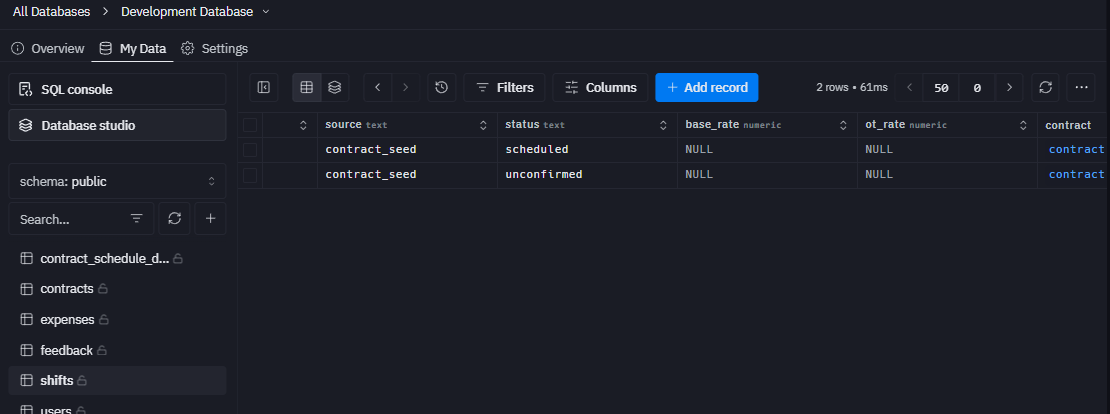 All Databases > Development Database
Overview My Data Settings
SQL console
Database studio
schema: public
Search...
contract_schedule_d...
contracts
expenses
feedback
shifts
users
Filters Columns + Add record 2 rows • 61ms 50 0
source text status text base_rate numeric ot_rate numeric contract
contract_seed scheduled NULL NULL contract
contract_seed unconfirmed NULL NULL contract